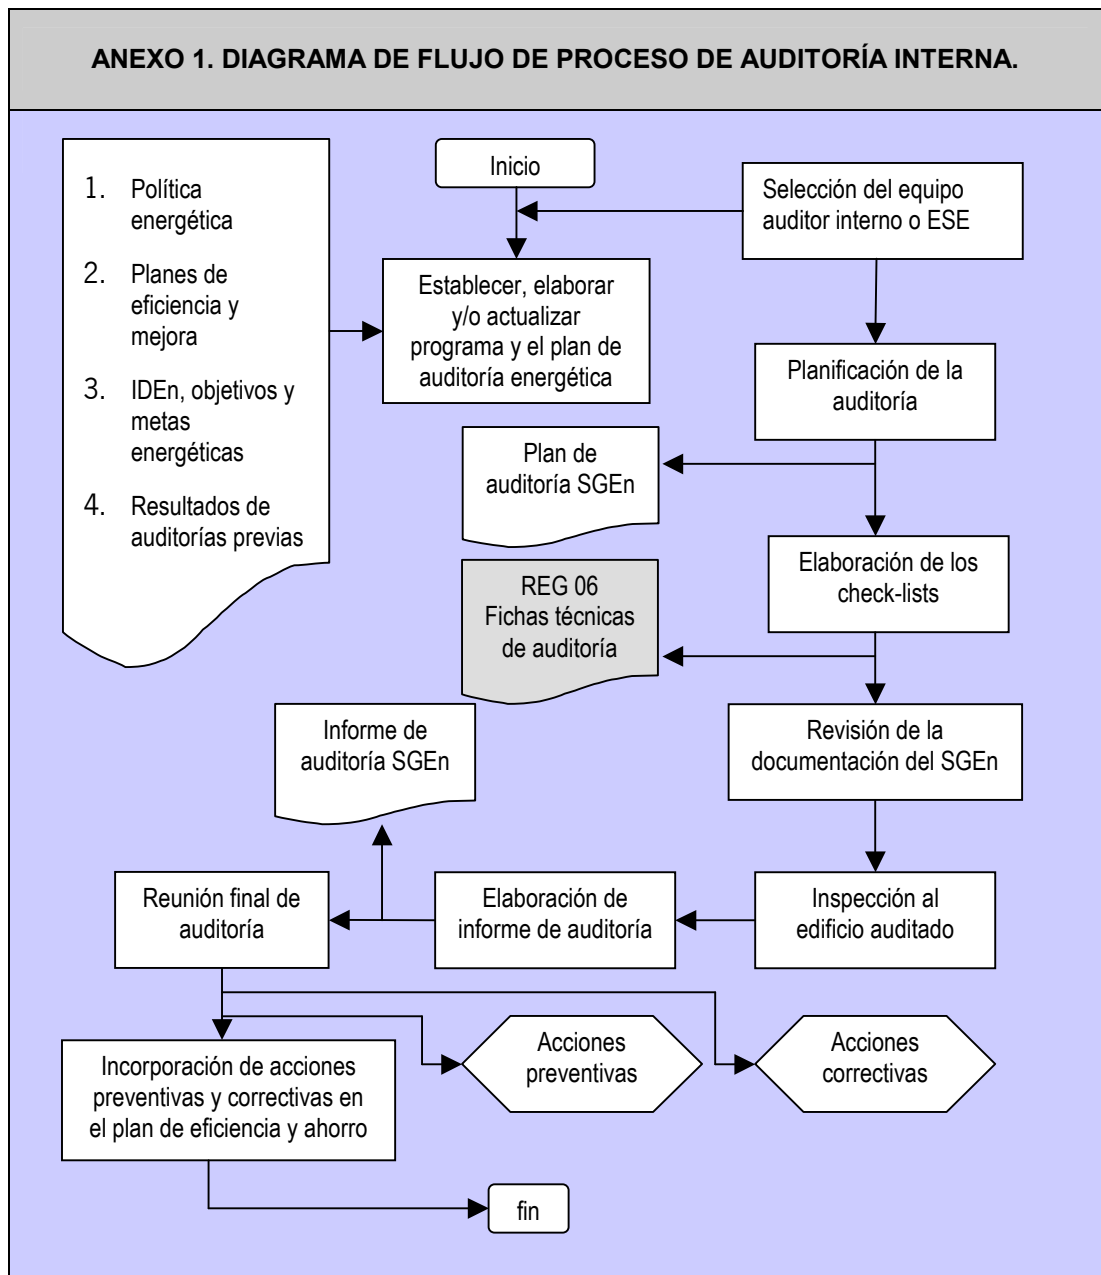 ANEXO 1. DIAGRAMA DE FLUJO DE PROCESO DE AUDITORÍA INTERNA.
1. Política
energética
2. Planes de
eficiencia y
mejora
3. IDEn, objetivos y
metas
energéticas
4. Resultados de
auditorías previas
Inicio
Selección del equipo
auditor interno o ESE
Establecer, elaborar
y/o actualizar
programa y el plan de
auditoría energética
Planificación de la
auditoría
Plan de
auditoría SGEn
Elaboración de los
check-lists
REG 06
Fichas técnicas
de auditoría
Revisión de la
documentación del SGEn
Informe de
auditoría SGEn
Reunión final de
auditoría
Elaboración de
informe de auditoría
Inspección al
edificio auditado
Incorporación de acciones
preventivas y correctivas en
el plan de eficiencia y ahorro
Acciones
preventivas
Acciones
correctivas
fin